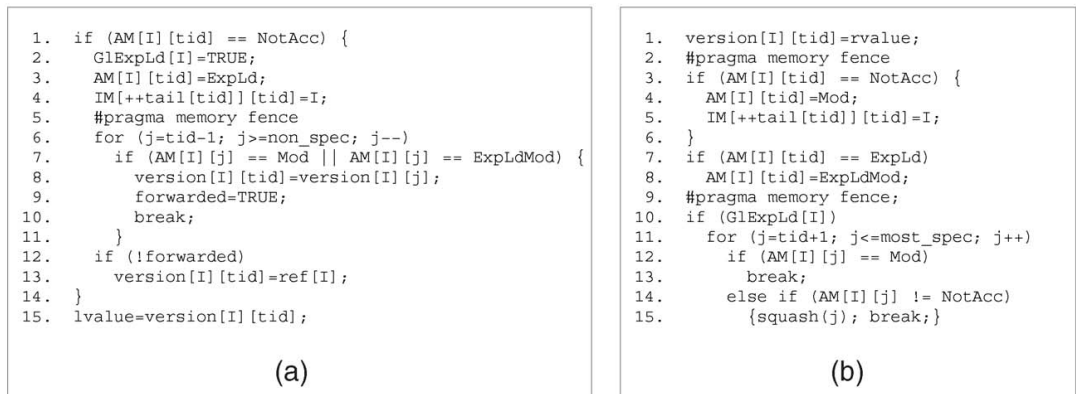 1. if (AM[I][tid] == NotAcc) {
2. GlExpLd[I]=TRUE;
3. AM[I][tid]=ExpLd;
4. IM[++tail[tid]][tid]=I;
5. #pragma memory fence
6. for (j=tid-1; j>=non_spec; j--)
7. if (AM[I][j] == Mod || AM[I][j] == ExpLdMod) {
8. version[I][tid]=version[I][j];
9. forwarded=TRUE;
10. break;
11. }
12. if (!forwarded)
13. version[I][tid]=ref[I];
14. }
15. lvalue=version[I][tid];
(a)
1. version[I][tid]=rvalue;
2. #pragma memory fence
3. if (AM[I][tid] == NotAcc) {
4. AM[I][tid]=Mod;
5. IM[++tail[tid]][tid]=I;
6. }
7. if (AM[I][tid] == ExpLd)
8. AM[I][tid]=ExpLdMod;
9. #pragma memory fence;
10. if (GlExpLd[I])
11. for (j=tid+1; j<=most_spec; j++)
12. if (AM[I][j] == Mod)
13. break;
14. else if (AM[I][j] != NotAcc)
15. {squash(j); break;}
(b)